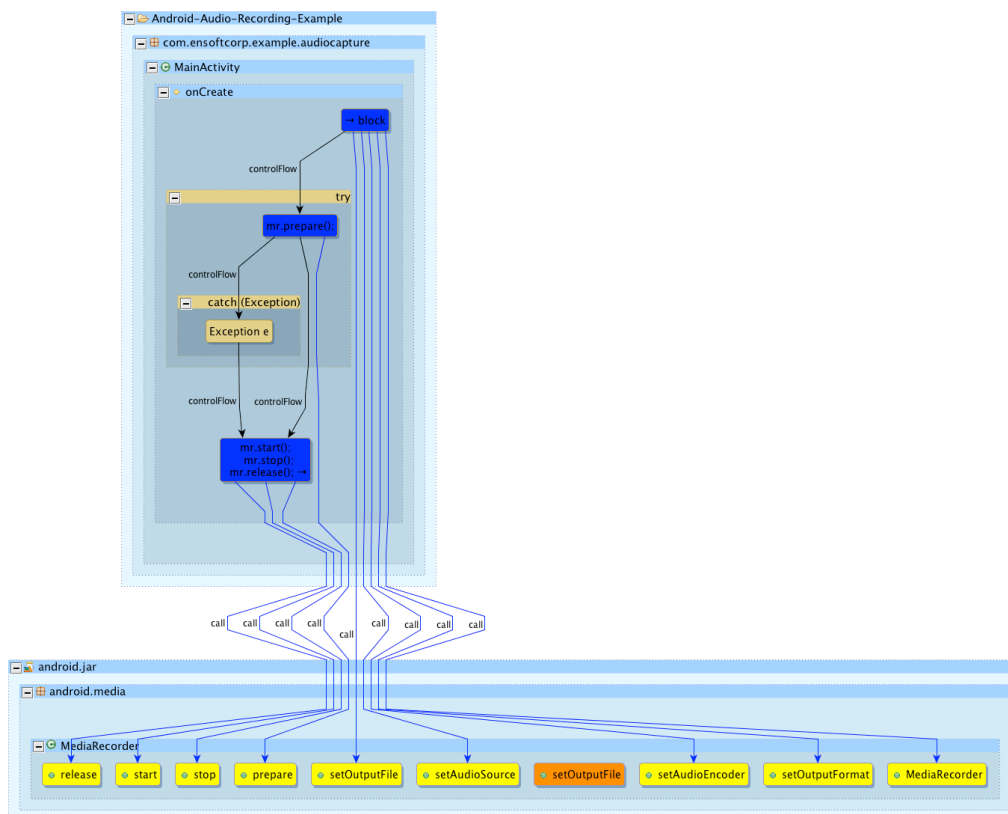 Android-Audio-Recording-Example
com.ensoftcorp.example.audiocapture
MainActivity
onCreate
→ block
controlFlow
try
mr.prepare();
controlFlow
catch (Exception)
Exception e
controlFlow controlFlow
mr.start();
mr.stop();
mr.release(); →
call call call call call call call call call
android.jar
android.media
MediaRecorder
release start stop prepare setOutputFile setAudioSource setOutputFile setAudioEncoder setOutputFormat MediaRecorder